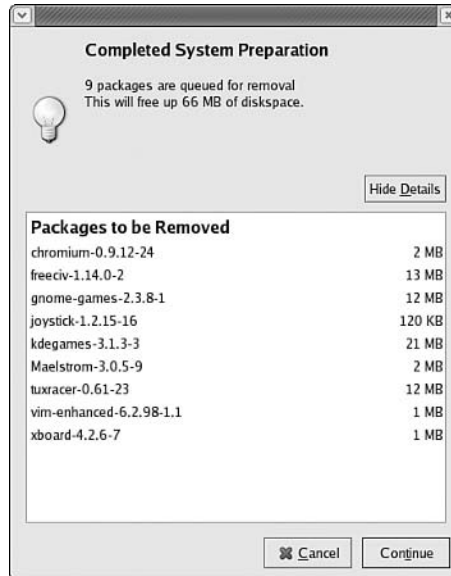 Completed System Preparation
9 packages are queued for removal
This will free up 66 MB of diskspace.
Hide Details
Packages to be Removed
chromium-0.9.12-24 2 MB
freeciv-1.14.0-2 13 MB
gnome-games-2.3.8-1 12 MB
joystick-1.2.15-16 120 KB
kdegames-3.1.3-3 21 MB
Maelstrom-3.0.5-9 2 MB
tuxracer-0.61-23 12 MB
vim-enhanced-6.2.98-1.1 1 MB
xboard-4.2.6-7 1 MB
Cancel Continue